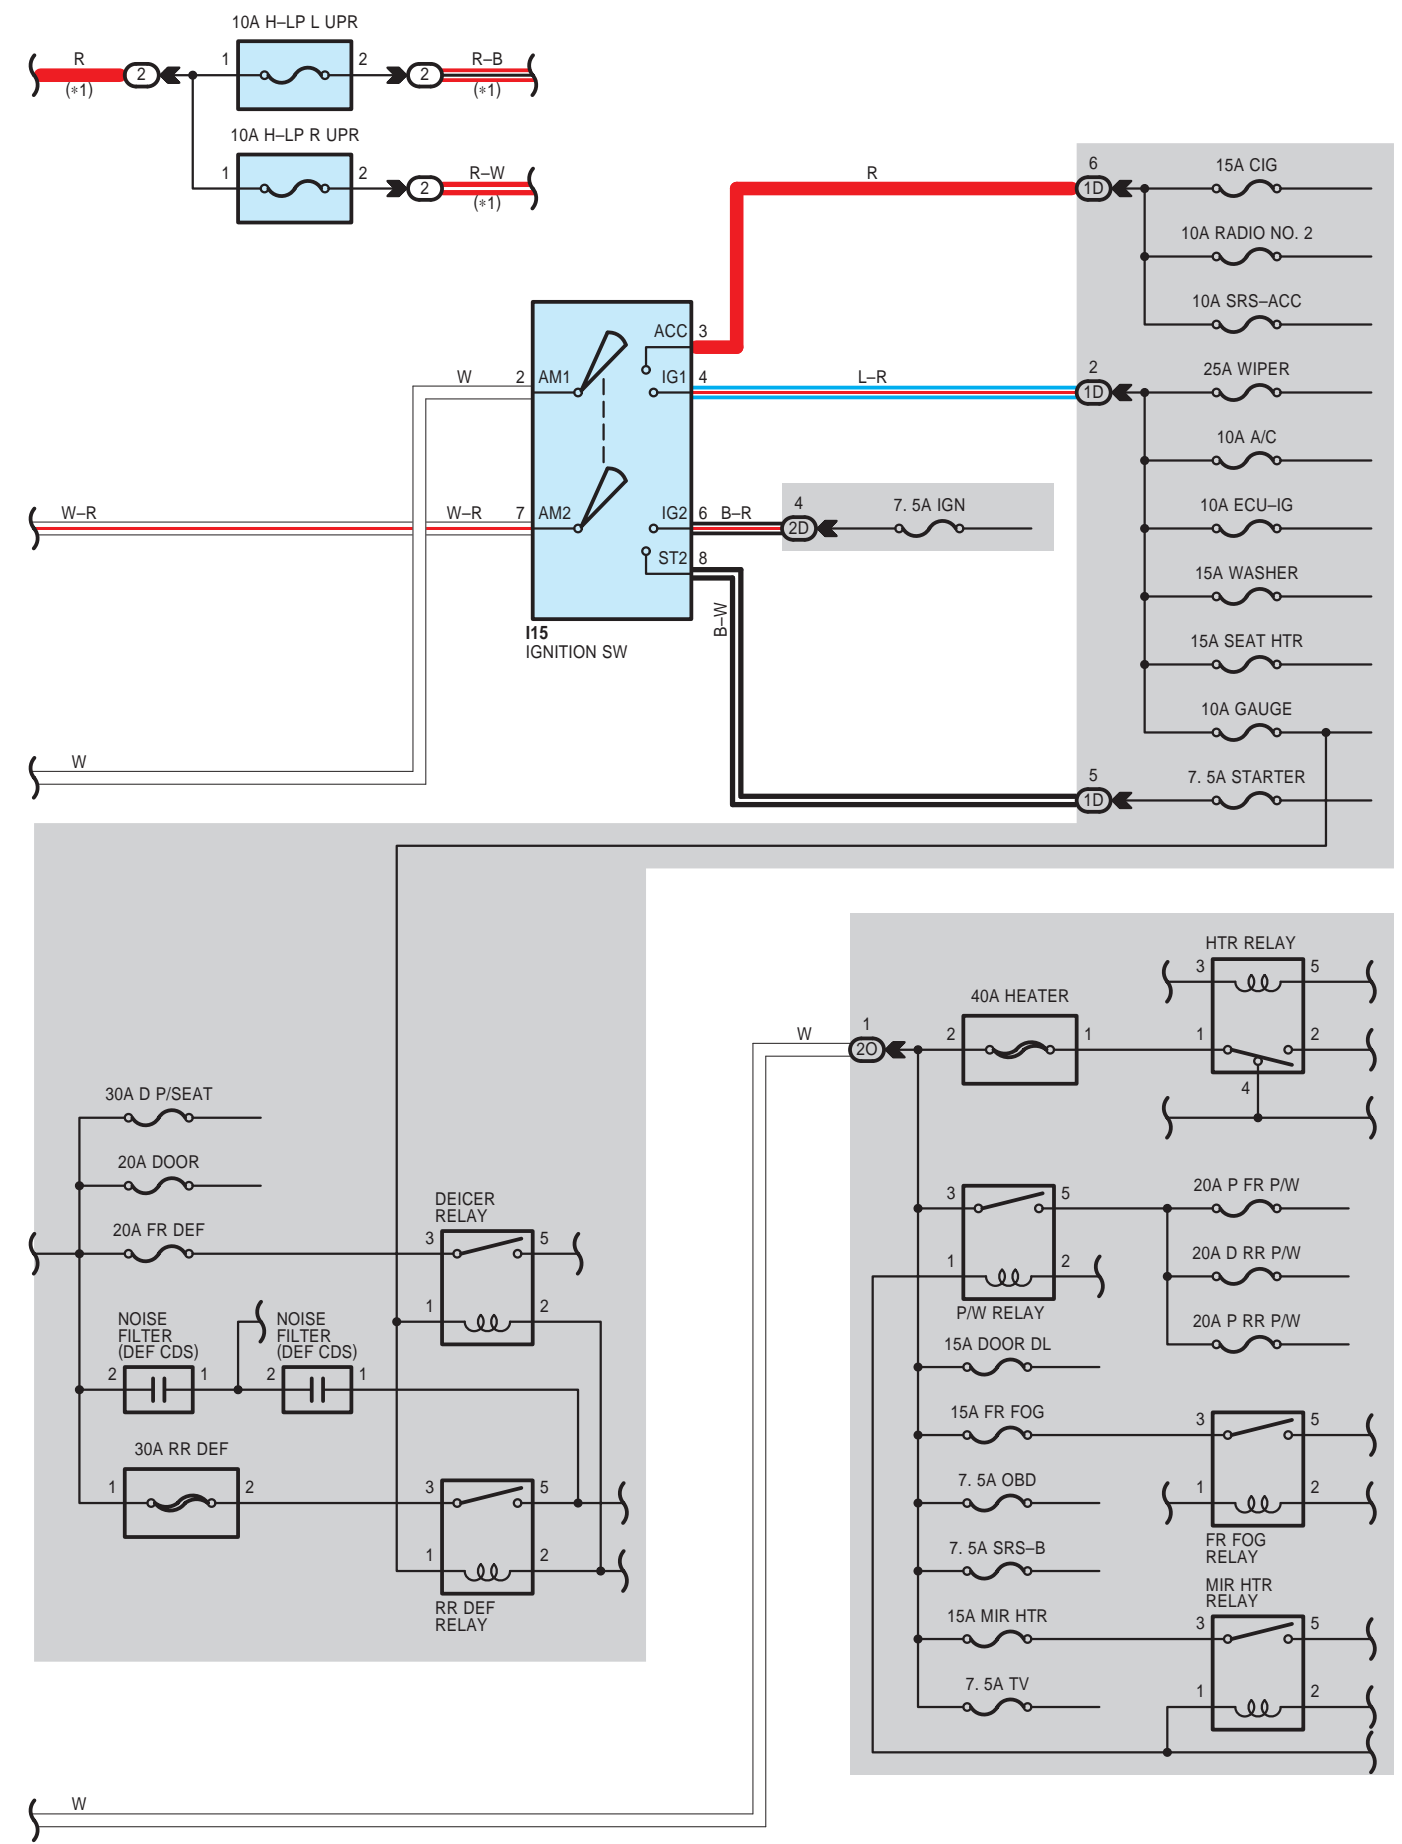 10A H–LP L UPR
R
(∗1)
2
1
2
2
R–B
(∗1)
10A H–LP R UPR
1
2
2
R–W
(∗1)
R
6
1D
15A CIG
10A RADIO NO. 2
10A SRS–ACC
ACC
3
W
2
AM1
IG1
4
L–R
2
1D
25A WIPER
10A A/C
W–R
W–R
7
AM2
IG2
6
B–R
4
2D
7. 5A IGN
10A ECU–IG
ST2
8
15A WASHER
B–W
I15
IGNITION SW
15A SEAT HTR
10A GAUGE
W
5
1D
7. 5A STARTER
HTR RELAY
3
5
40A HEATER
W
1
2O
2
1
1
2
4
30A D P/SEAT
20A DOOR
20A FR DEF
DEICER
RELAY
3
5
1
2
3
5
1
2
P/W RELAY
20A P FR P/W
20A D RR P/W
20A P RR P/W
NOISE
FILTER
(DEF CDS)
NOISE
FILTER
(DEF CDS)
2
1
2
1
15A DOOR DL
15A FR FOG
3
5
1
2
FR FOG
RELAY
30A RR DEF
1
2
3
5
1
2
RR DEF
RELAY
7. 5A OBD
7. 5A SRS–B
MIR HTR
RELAY
15A MIR HTR
3
5
7. 5A TV
1
2
W